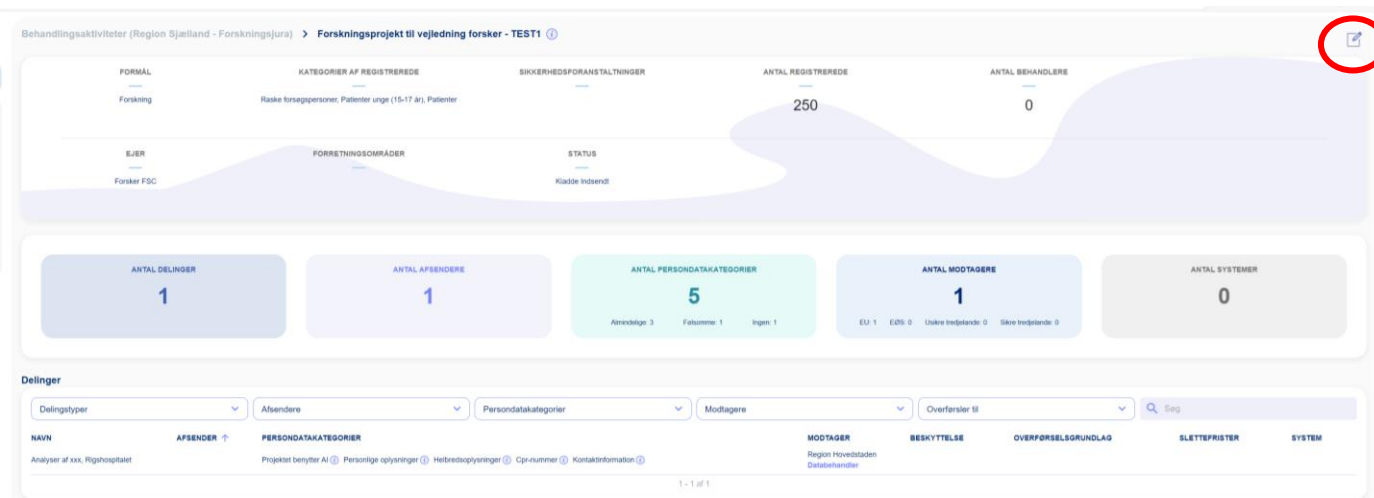 Behandlingsaktiviteter (Region Sjælland - Forskningsjura) > Forskningsprojekt til vejledning forsker - TEST1
FORMÅL KATEGORIER AF REGISTREREDE SIKKERHEDSFORANSTALTNINGER ANTAL REGISTREREDE ANTAL BEHANDLERE
Forskning Raske forsøgspersoner, Patienter unge (15-17 år), Patienter 250 0
EJER FORRETNINGSOMRÅDER STATUS
Forsker FSC Kladde Indsendt
ANTAL DELINGER ANTAL AFSENDERE ANTAL PERSONDATAKATEGORIER ANTAL MODTAGERE ANTAL SYSTEMER
1 1 5 1 0
Almindelige: 3 Følsomme: 1 Ingen: 1 EU: 1 EØS: 0 Usikre tredjelande: 0 Sikre tredjelande: 0
Delinger
Delingstyper Afsendere Persondatakategorier Modtagere Overførsler til Søg
NAVN AFSENDER ↑ PERSONDATAKATEGORIER MODTAGER BESKYTTELSE OVERFØRSELSGRUNDLAG SLETTEFRISTER SYSTEM
Analyser af xxx, Rigshospitalet Projektet benytter AI Personlige oplysninger Helbredsoplysninger Cpr-nummer Kontaktinformation Region Hovedstaden
Databehandler
1 - 1 af 1